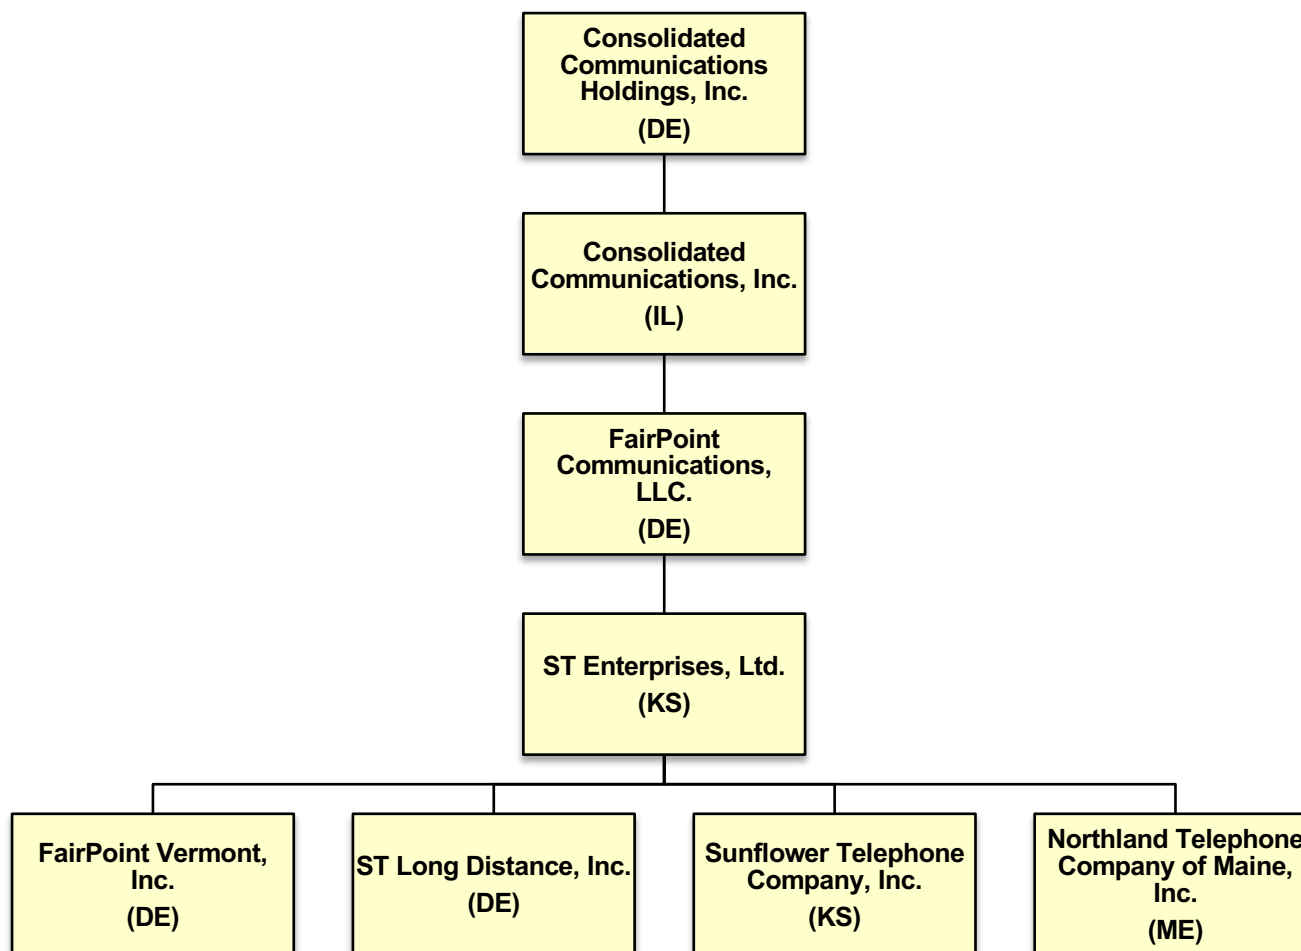 Consolidated
Communications
Holdings, Inc.
(DE)
Consolidated
Communications, Inc.
(IL)
FairPoint
Communications,
LLC.
(DE)
ST Enterprises, Ltd.
(KS)
FairPoint Vermont,
Inc.
(DE)
ST Long Distance, Inc.
(DE)
Sunflower Telephone
Company, Inc.
(KS)
Northland Telephone
Company of Maine,
Inc.
(ME)